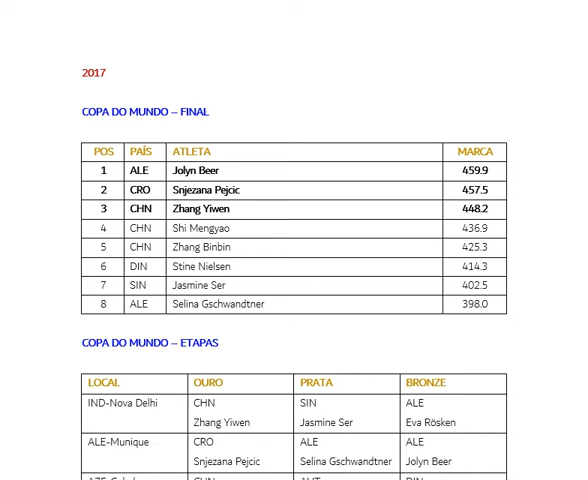 2017
COPA DO MUNDO – FINAL
POS PAÍS ATLETA MARCA
1 ALE Jolyn Beer 459.9
2 CRO Snjezana Pejcic 457.5
3 CHN Zhang Yiwen 448.2
4 CHN Shi Mengyao 436.9
5 CHN Zhang Binbin 425.3
6 DIN Stine Nielsen 414.3
7 SIN Jasmine Ser 402.5
8 ALE Selina Gschwandtner 398.0
COPA DO MUNDO – ETAPAS
LOCAL OURO PRATA BRONZE
IND-Nova Delhi CHN SIN ALE
Zhang Yiwen Jasmine Ser Eva Rösken
ALE-Munique CRO ALE ALE
Snjezana Pejcic Selina Gschwandtner Jolyn Beer